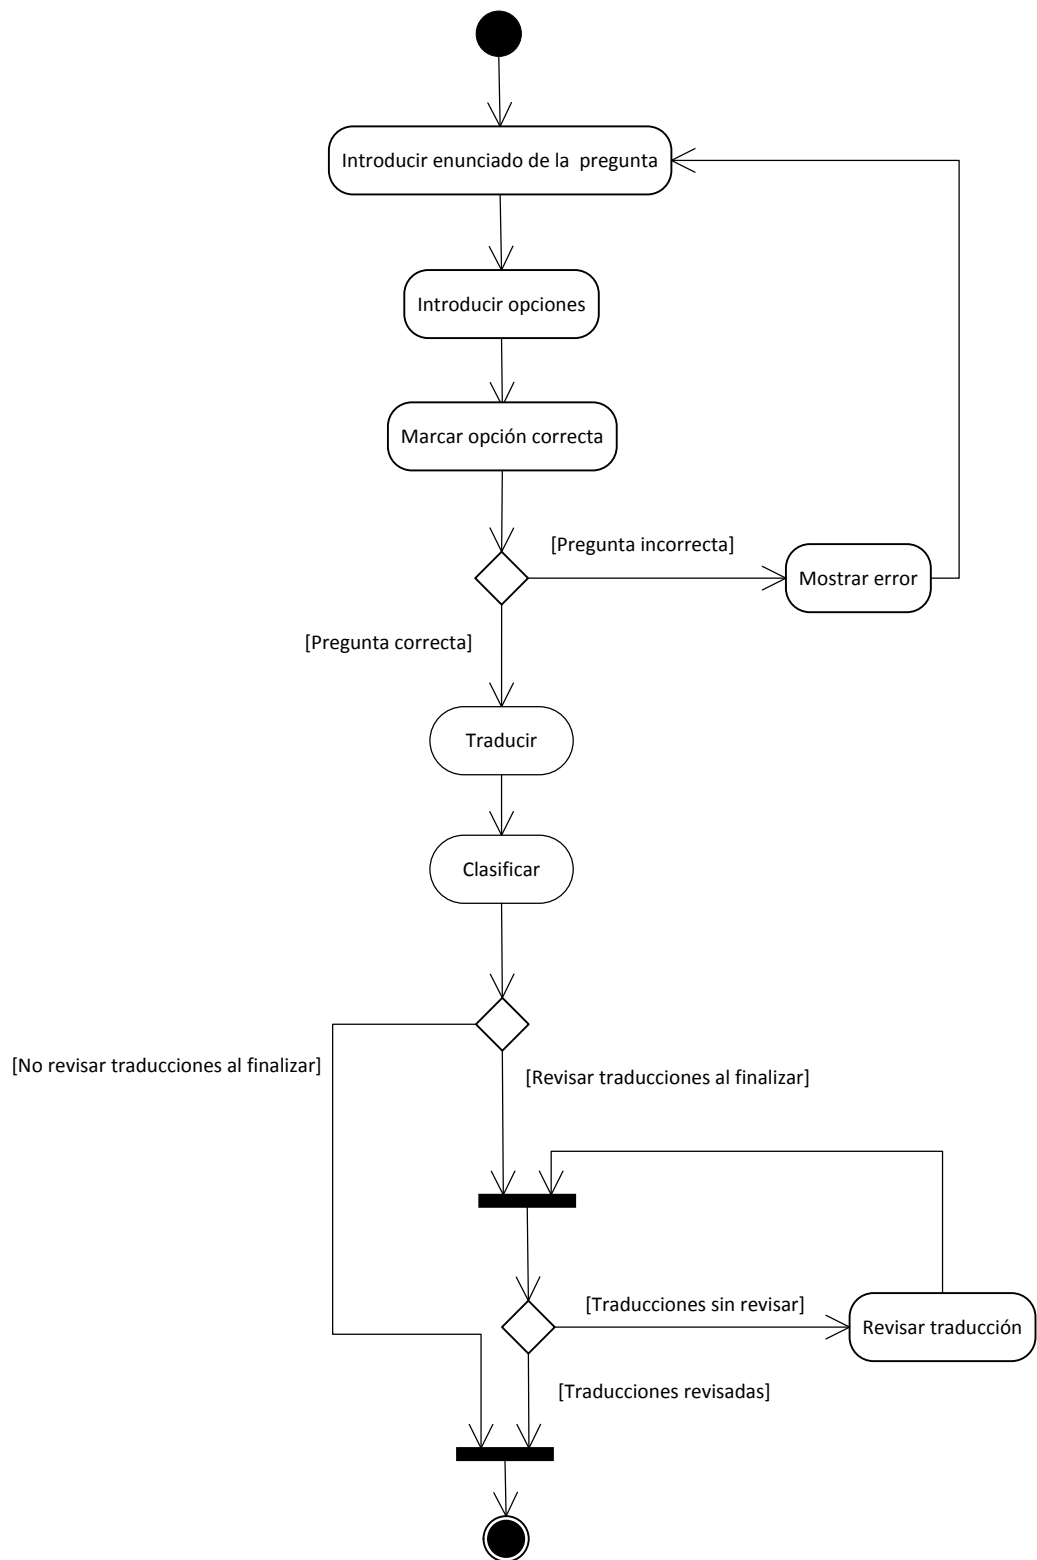 Introducir enunciado de la  pregunta
Introducir opciones
Marcar opción correcta
[Pregunta incorrecta]
Mostrar error
[Pregunta correcta]
Traducir
Clasificar
[No revisar traducciones al finalizar]
[Revisar traducciones al finalizar]
[Traducciones sin revisar]
Revisar traducción
[Traducciones revisadas]